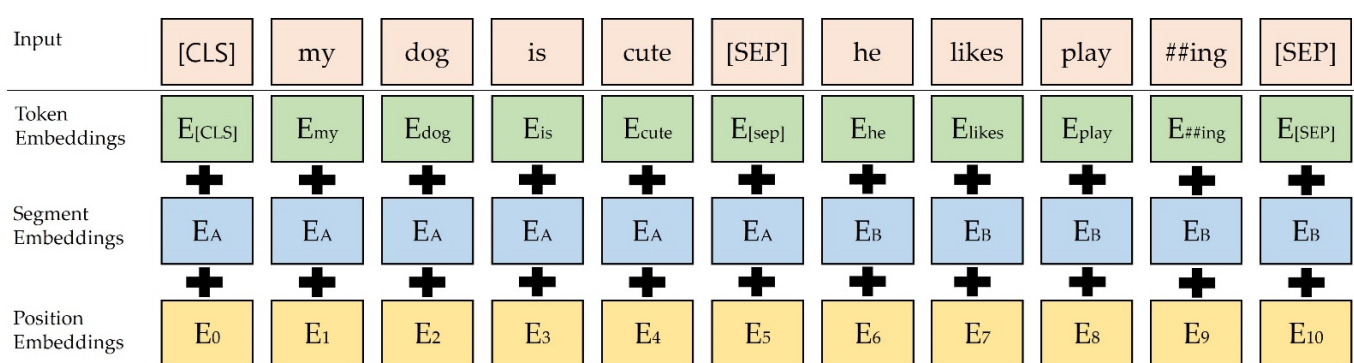 Input [CLS] my dog is cute [SEP] he likes play ##ing [SEP]
Token Embeddings E[CLS] Emy Edog Eis Ecute E[sep] Ehe Elikes Eplay E##ing E[SEP]
Segment Embeddings EA EA EA EA EA EA EB EB EB EB EB
Position Embeddings E0 E1 E2 E3 E4 E5 E6 E7 E8 E9 E10